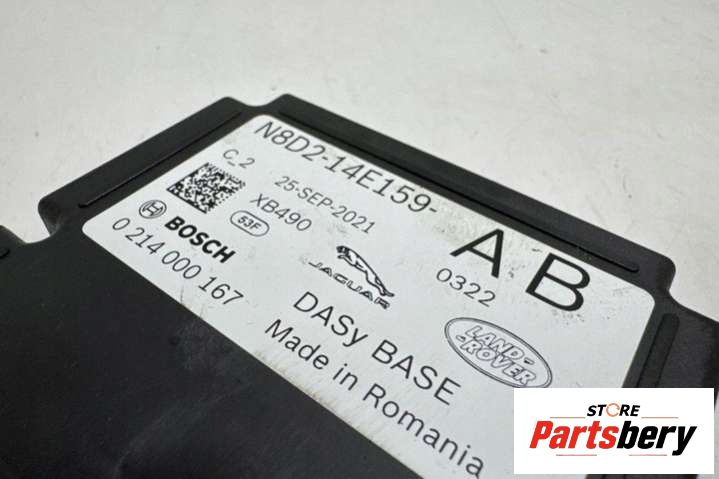 N8D2-14E159-
AB
C_2
25-SEP-2021
XB490
53F
0322
BOSCH
0 214 000 167
JAGUAR
LAND-
-ROVER
DASy BASE
Made in Romania
STORE
Partsbery